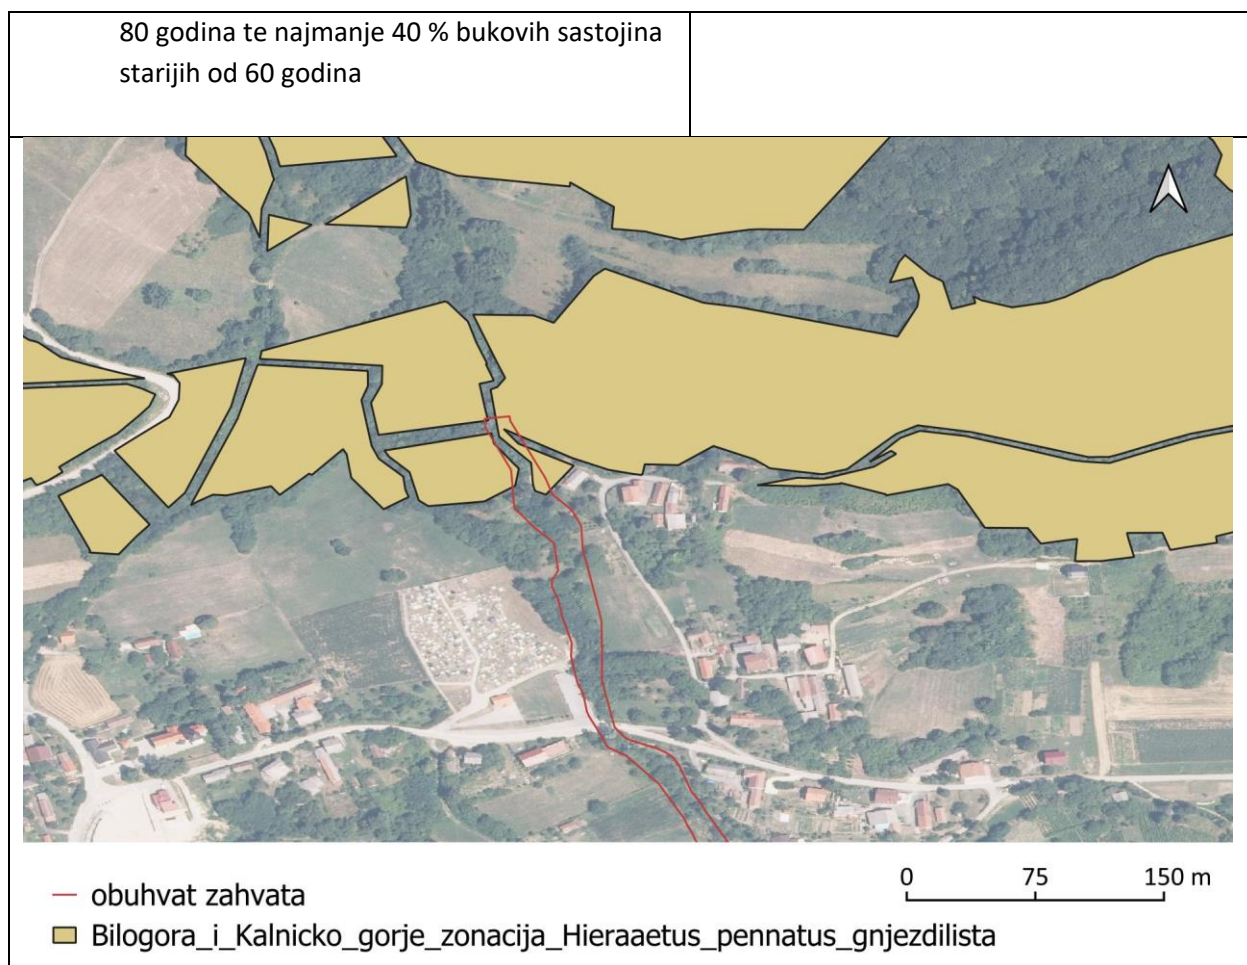 80 godina te najmanje 40 % bukovih sastojina
starijih od 60 godina
obuhvat zahvata
0 75 150 m
Bilogora_i_Kalnicko_gorje_zonacija_Hieraaetus_pennatus_gnjezdilista